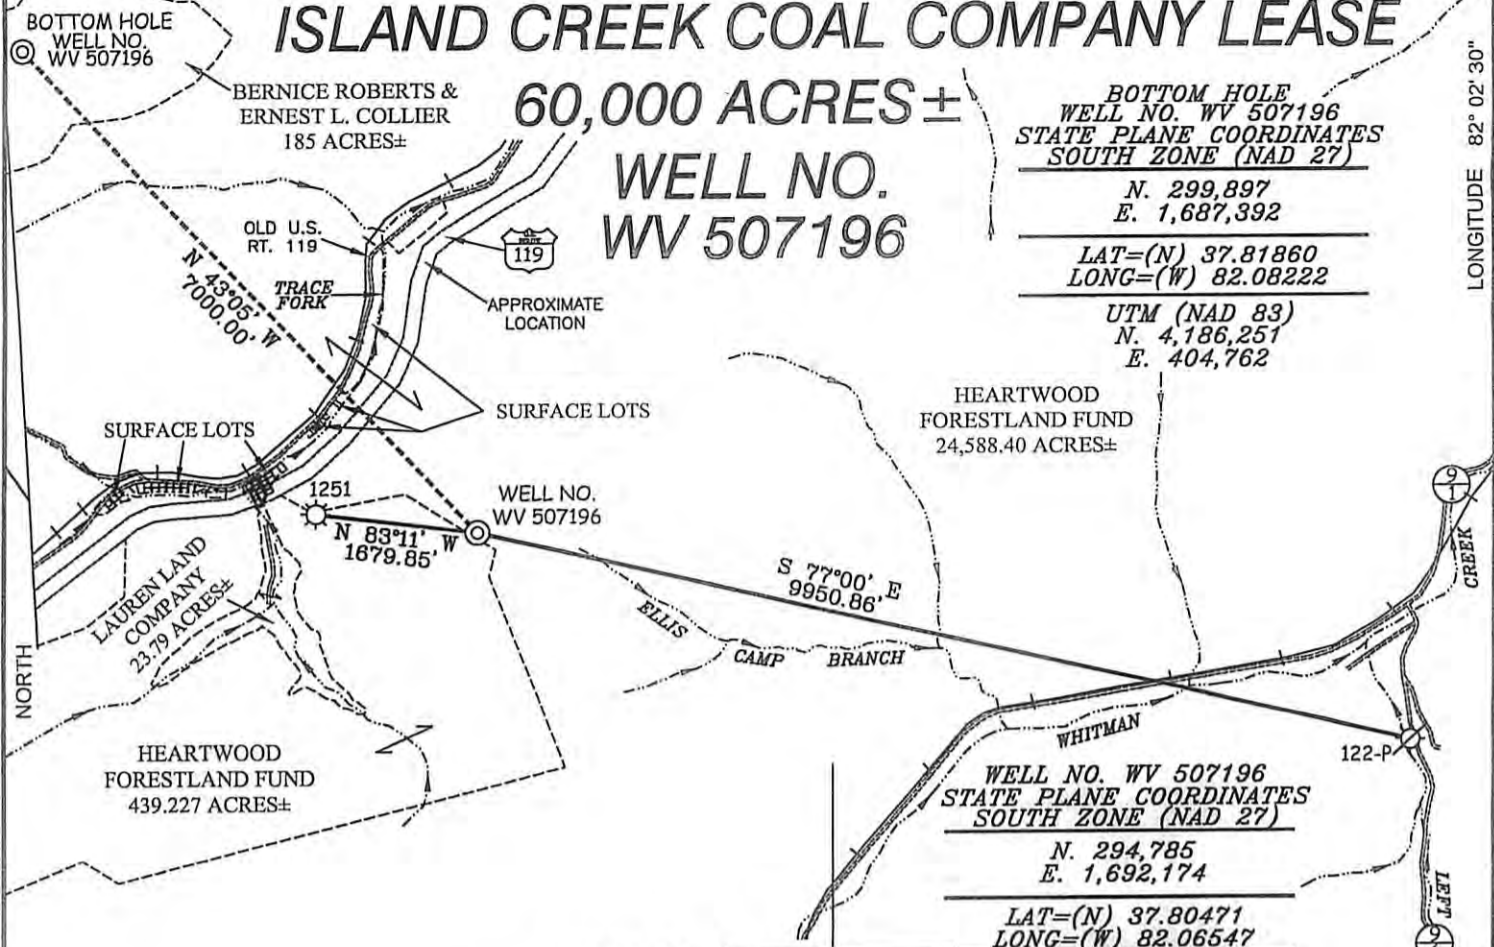 ISLAND CREEK COAL COMPANY LEASE
60,000 ACRES±
WELL NO.
WV 507196
BOTTOM HOLE
WELL NO.
WV 507196
BERNICE ROBERTS &
ERNEST L. COLLIER
185 ACRES±
BOTTOM HOLE
WELL NO. WV 507196
STATE PLANE COORDINATES
SOUTH ZONE (NAD 27)
N. 299,897
E. 1,687,392
LAT=(N) 37.81860
LONG=(W) 82.08222
UTM (NAD 83)
N. 4,186,251
E. 404,762
LONGITUDE 82° 02' 30"
OLD U.S.
RT. 119
119
TRACE
FORK
APPROXIMATE
LOCATION
N 43°05' W
7000.00'
SURFACE LOTS
SURFACE LOTS
HEARTWOOD
FORESTLAND FUND
24,588.40 ACRES±
1251
WELL NO.
WV 507196
N 83°11' W
1679.85'
S 77°00' E
9950.86'
9
1
CREEK
LAUREN LAND
COMPANY
23.79 ACRES±
ELLIS
CAMP BRANCH
WHITMAN
NORTH
HEARTWOOD
FORESTLAND FUND
439.227 ACRES±
122-P
WELL NO. WV 507196
STATE PLANE COORDINATES
SOUTH ZONE (NAD 27)
N. 294,785
E. 1,692,174
LAT=(N) 37.80471
LONG=(W) 82.06547
LEFT
9